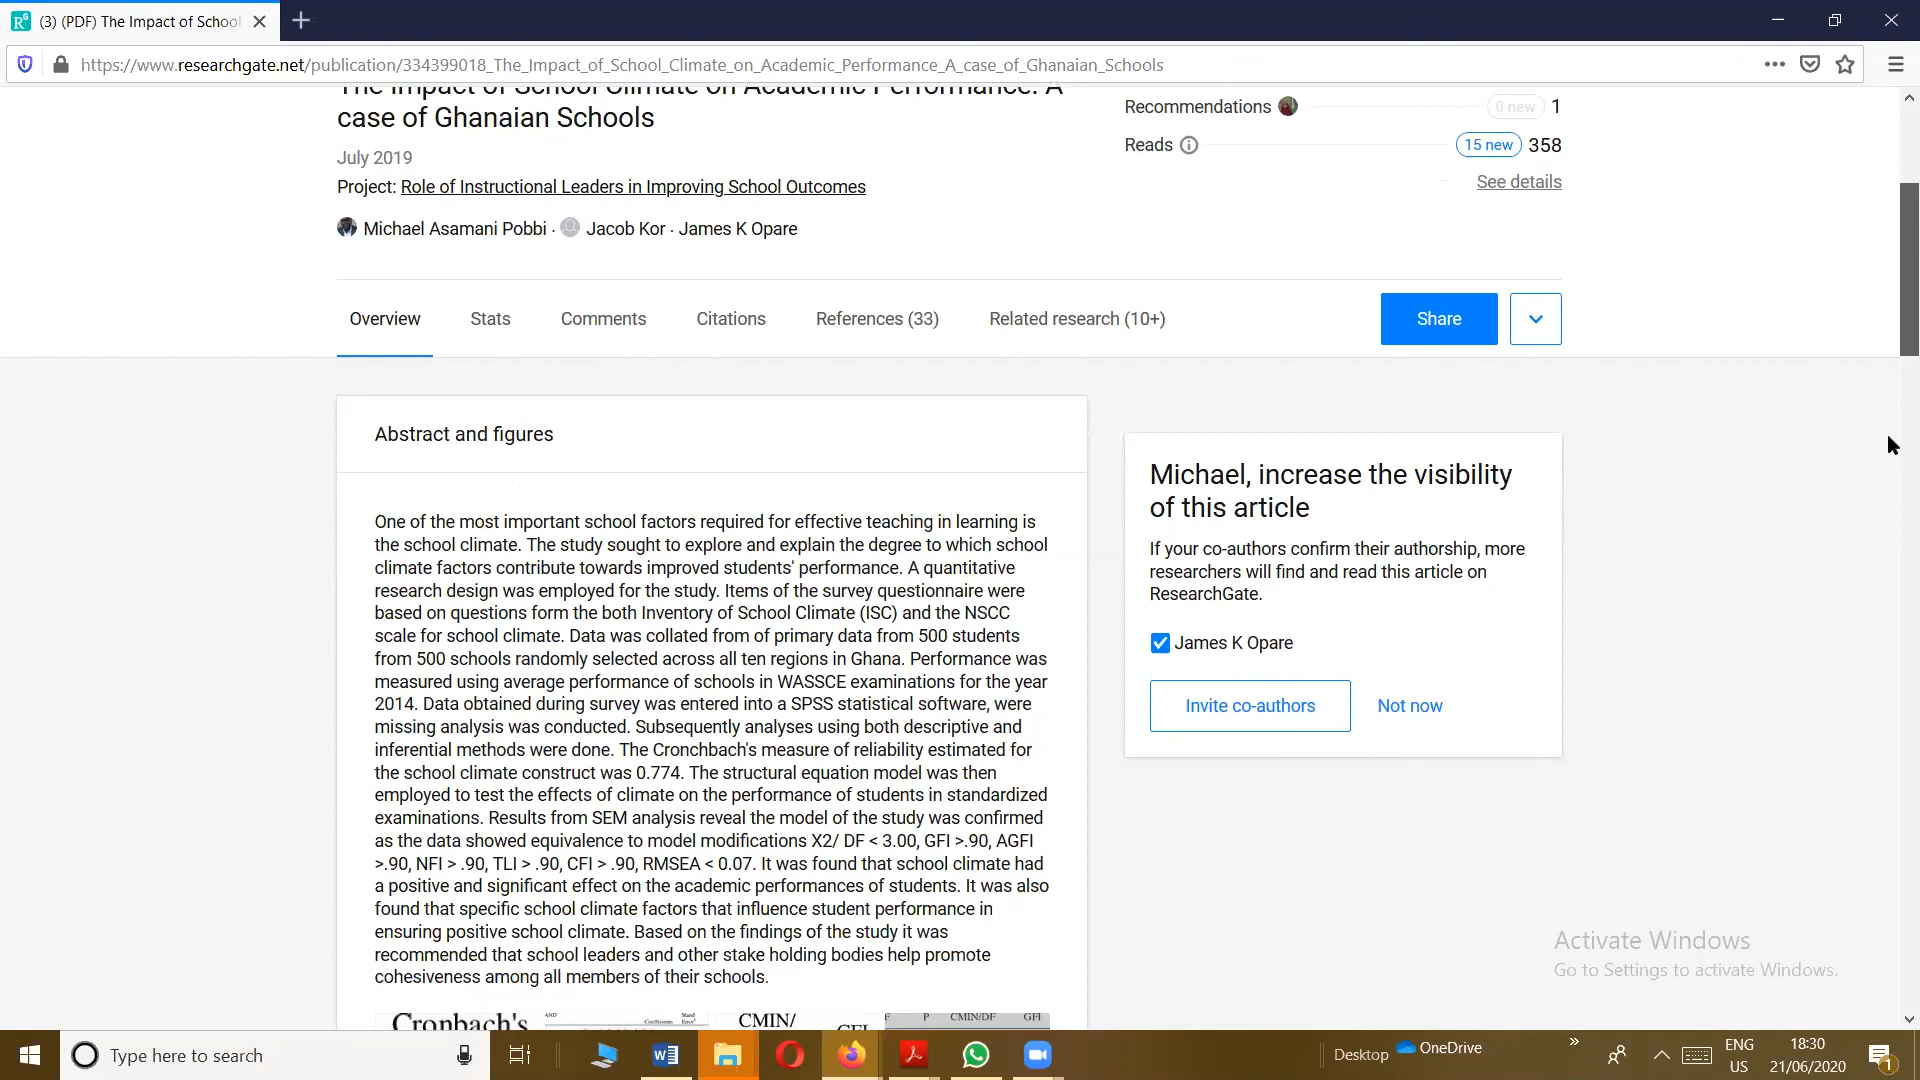 (3) (PDF) The Impact of School
https://www.researchgate.net/publication/334399018_The_Impact_of_School_Climate_on_Academic_Performance_A_case_of_Ghanaian_Schools
The Impact of School Climate on Academic Performance: A
case of Ghanaian Schools
July 2019
Project: Role of Instructional Leaders in Improving School Outcomes
Michael Asamani Pobbi · Jacob Kor · James K Opare
Recommendations 0 new 1
Reads 15 new 358
See details
Overview Stats Comments Citations References (33) Related research (10+) Share
Abstract and figures
One of the most important school factors required for effective teaching in learning is
the school climate. The study sought to explore and explain the degree to which school
climate factors contribute towards improved students' performance. A quantitative
research design was employed for the study. Items of the survey questionnaire were
based on questions form the both Inventory of School Climate (ISC) and the NSCC
scale for school climate. Data was collated from of primary data from 500 students
from 500 schools randomly selected across all ten regions in Ghana. Performance was
measured using average performance of schools in WASSCE examinations for the year
2014. Data obtained during survey was entered into a SPSS statistical software, were
missing analysis was conducted. Subsequently analyses using both descriptive and
inferential methods were done. The Cronchbach's measure of reliability estimated for
the school climate construct was 0.774. The structural equation model was then
employed to test the effects of climate on the performance of students in standardized
examinations. Results from SEM analysis reveal the model of the study was confirmed
as the data showed equivalence to model modifications X2/ DF < 3.00, GFI >.90, AGFI
>.90, NFI > .90, TLI > .90, CFI > .90, RMSEA < 0.07. It was found that school climate had
a positive and significant effect on the academic performances of students. It was also
found that specific school climate factors that influence student performance in
ensuring positive school climate. Based on the findings of the study it was
recommended that school leaders and other stake holding bodies help promote
cohesiveness among all members of their schools.
Cronbach's AND Stand
CMIN/ GFI
F P CMIN/DF GFI
Michael, increase the visibility
of this article
If your co-authors confirm their authorship, more
researchers will find and read this article on
ResearchGate.
James K Opare
Invite co-authors Not now
Activate Windows
Go to Settings to activate Windows.
Type here to search
Desktop OneDrive
ENG
US
18:30
21/06/2020
1